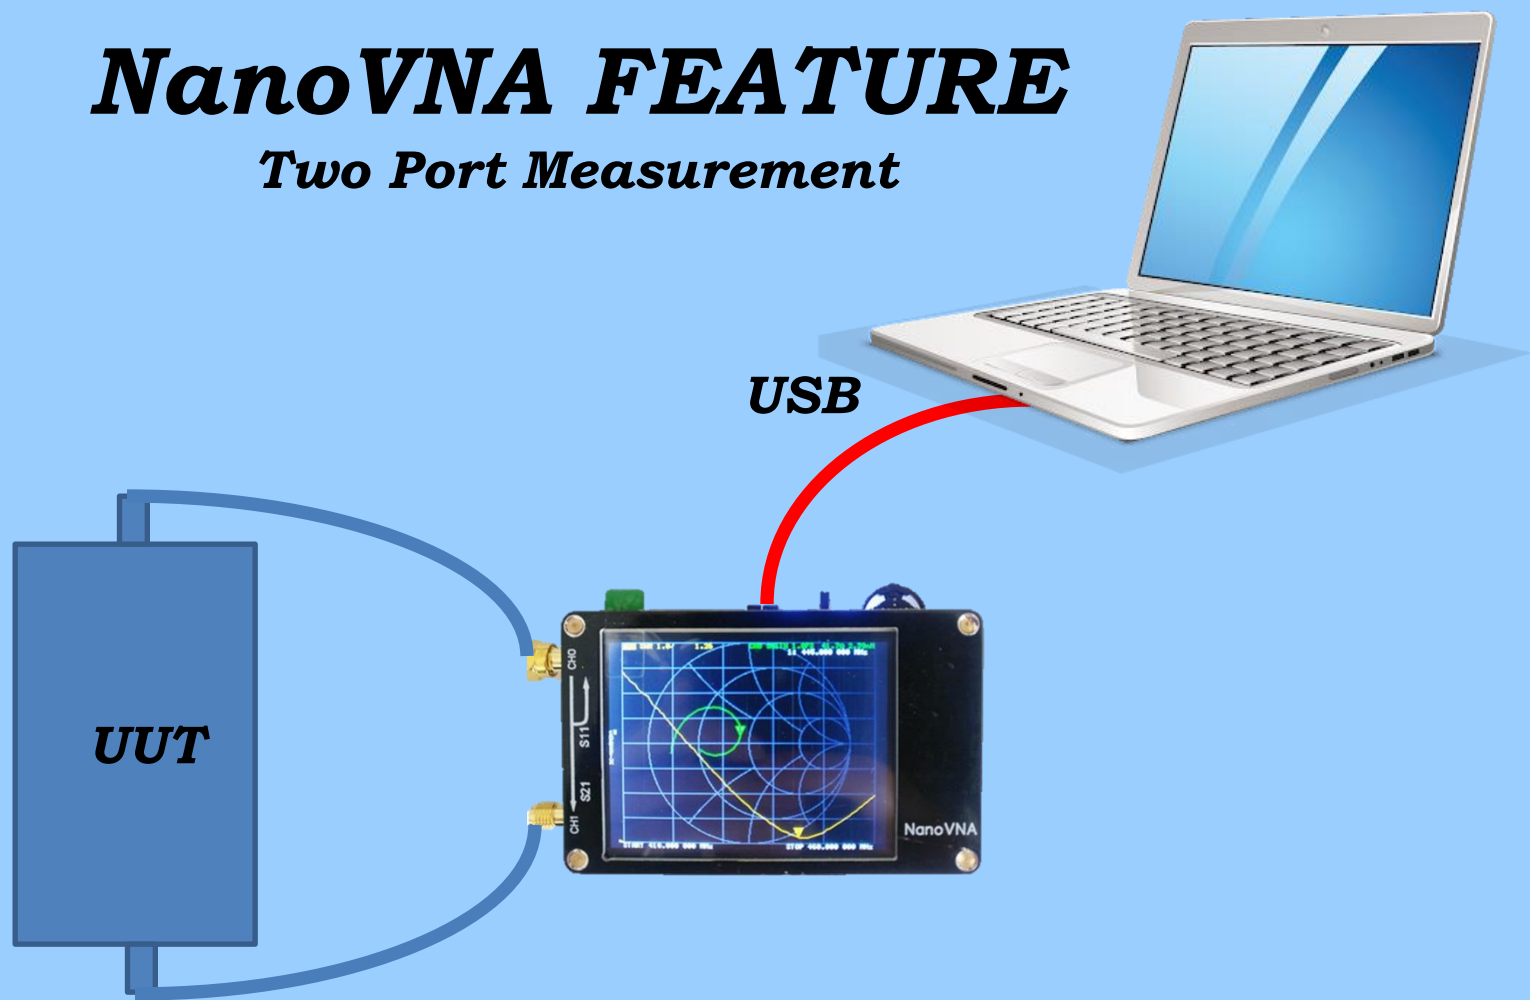 NanoVNA FEATURE
Two Port Measurement
USB
UUT
CH0
S11
S21
CH1
NanoVNA